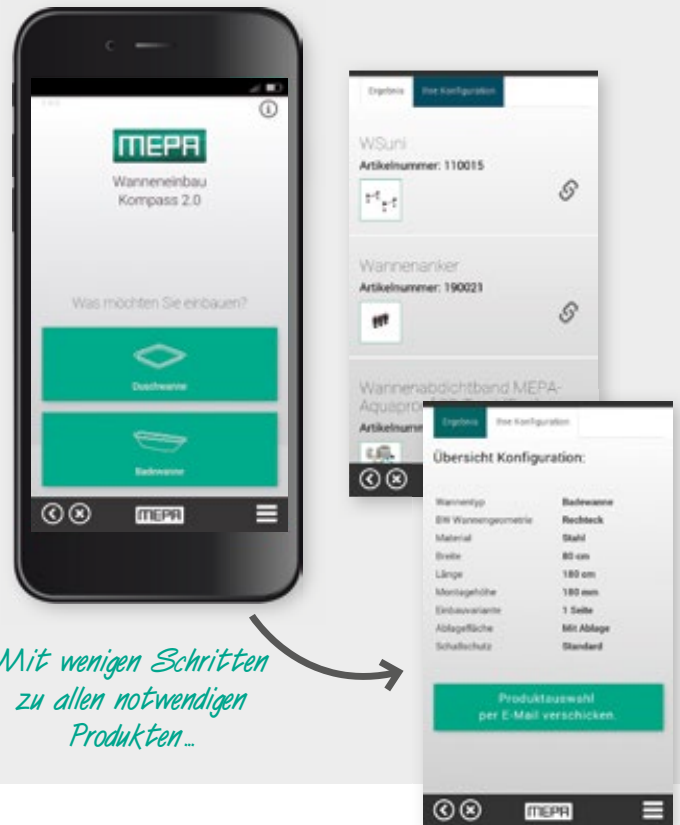 MEPA
Wanneneinbau
Kompass 2.0
Was möchten Sie einbauen?
Duschwanne
Badewanne
MEPA
Mit wenigen Schritten
zu allen notwendigen
Produkten...
Ergebnis Ihre Konfiguration
WSuni
Artikelnummer: 110015
Wannenanker
Artikelnummer: 190021
Wannenabdichtband MEPA-
Ergebnis Ihre Konfiguration
Übersicht Konfiguration:
Wannentyp Badewanne
BW Wannengeometrie Rechteck
Material Stahl
Breite 80 cm
Länge 180 cm
Montagehöhe 180 mm
Einbauvariante 1 Seite
Ablagefläche Mit Ablage
Schallschutz Standard
Produktauswahl
per E-Mail verschicken.
MEPA